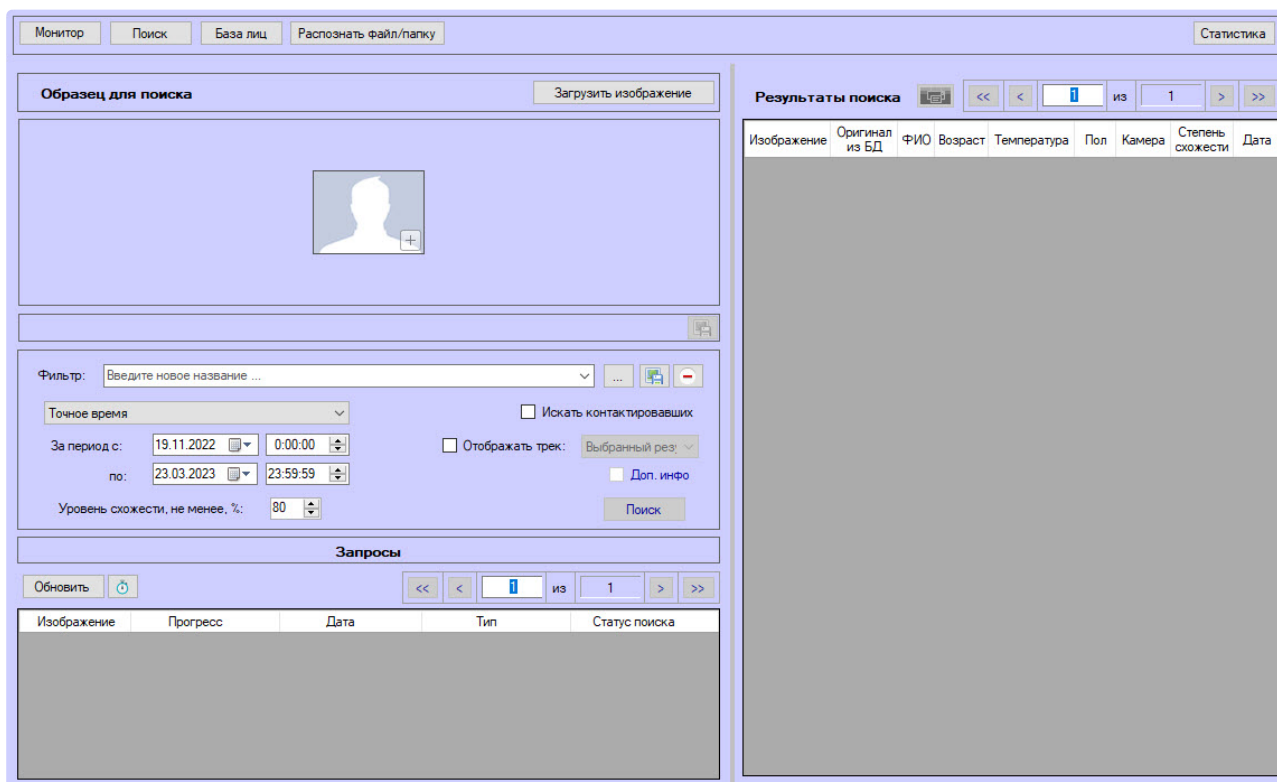 Монитор Поиск База лиц Распознать файл/папку Статистика
Образец для поиска Загрузить изображение
Фильтр: Введите новое название ... ...
Точное время Искать контактировавших
За период с: 19.11.2022 0:00:00 Отображать трек: Выбранный рез
по: 23.03.2023 23:59:59 Доп. инфо
Уровень схожести, не менее, %: 80 Поиск
Запросы
Обновить << < 1 из 1 > >>
Изображение Прогресс Дата Тип Статус поиска
Результаты поиска << < 1 из 1 > >>
Изображение Оригинал из БД ФИО Возраст Температура Пол Камера Степень схожести Дата